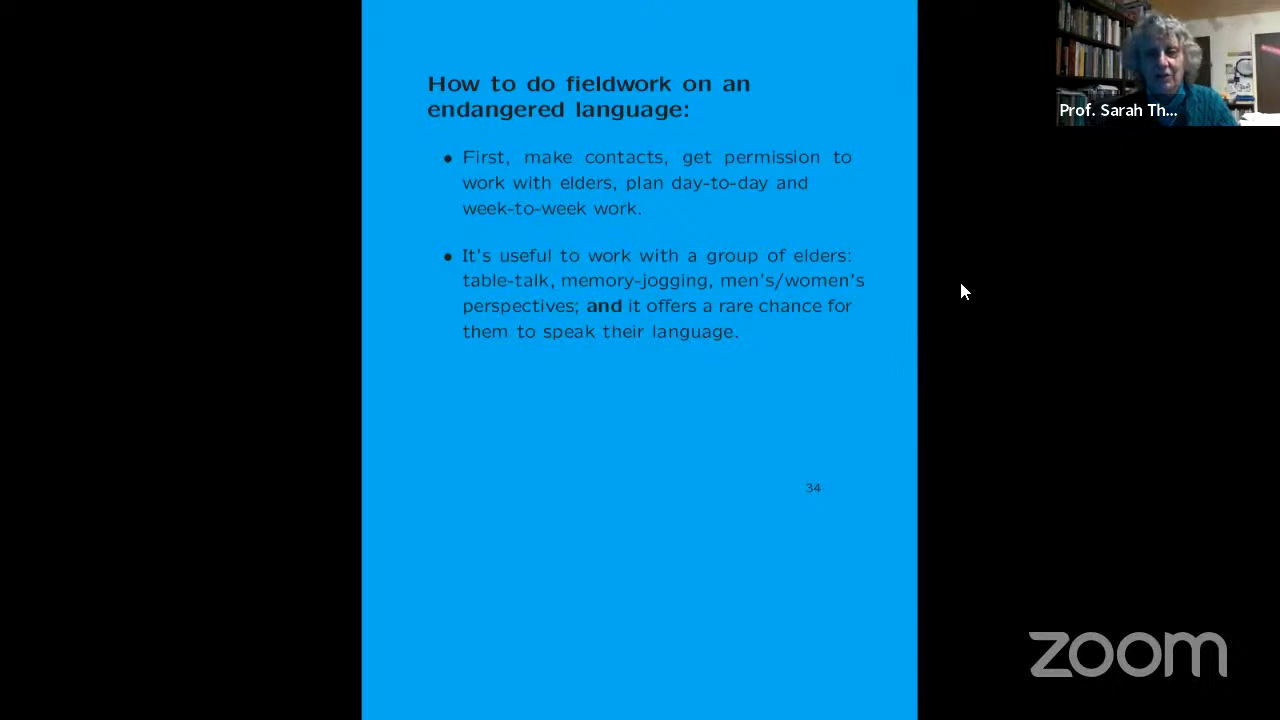 How to do fieldwork on an
endangered language:
• First, make contacts, get permission to
work with elders, plan day-to-day and
week-to-week work.
• It's useful to work with a group of elders:
table-talk, memory-jogging, men's/women's
perspectives; and it offers a rare chance for
them to speak their language.
34
Prof. Sarah Th...
zoom